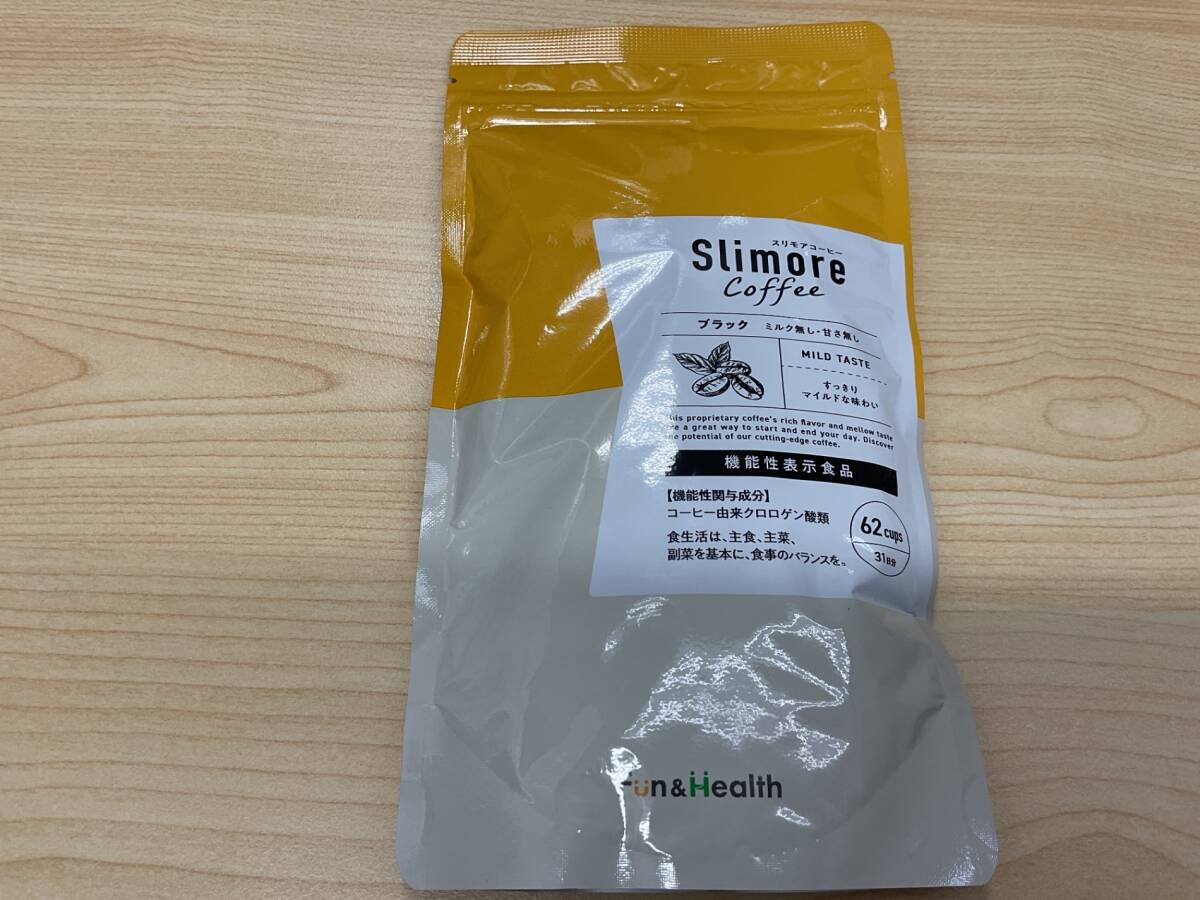 スリモアコーヒー
Slimore
Coffee
ブラック ミルク無し・甘さ無し
MILD TASTE
すっきり
マイルドな味わい
proprietary coffee's rich flavor and mellow taste
a great way to start and end your day. Discover
potential of our cutting-edge coffee.
機能性表示食品
【機能性関与成分】
コーヒー由来クロロゲン酸類
食生活は、主食、主菜、
副菜を基本に、食事のバランスを。
62 cups
31日分
Fun&Health